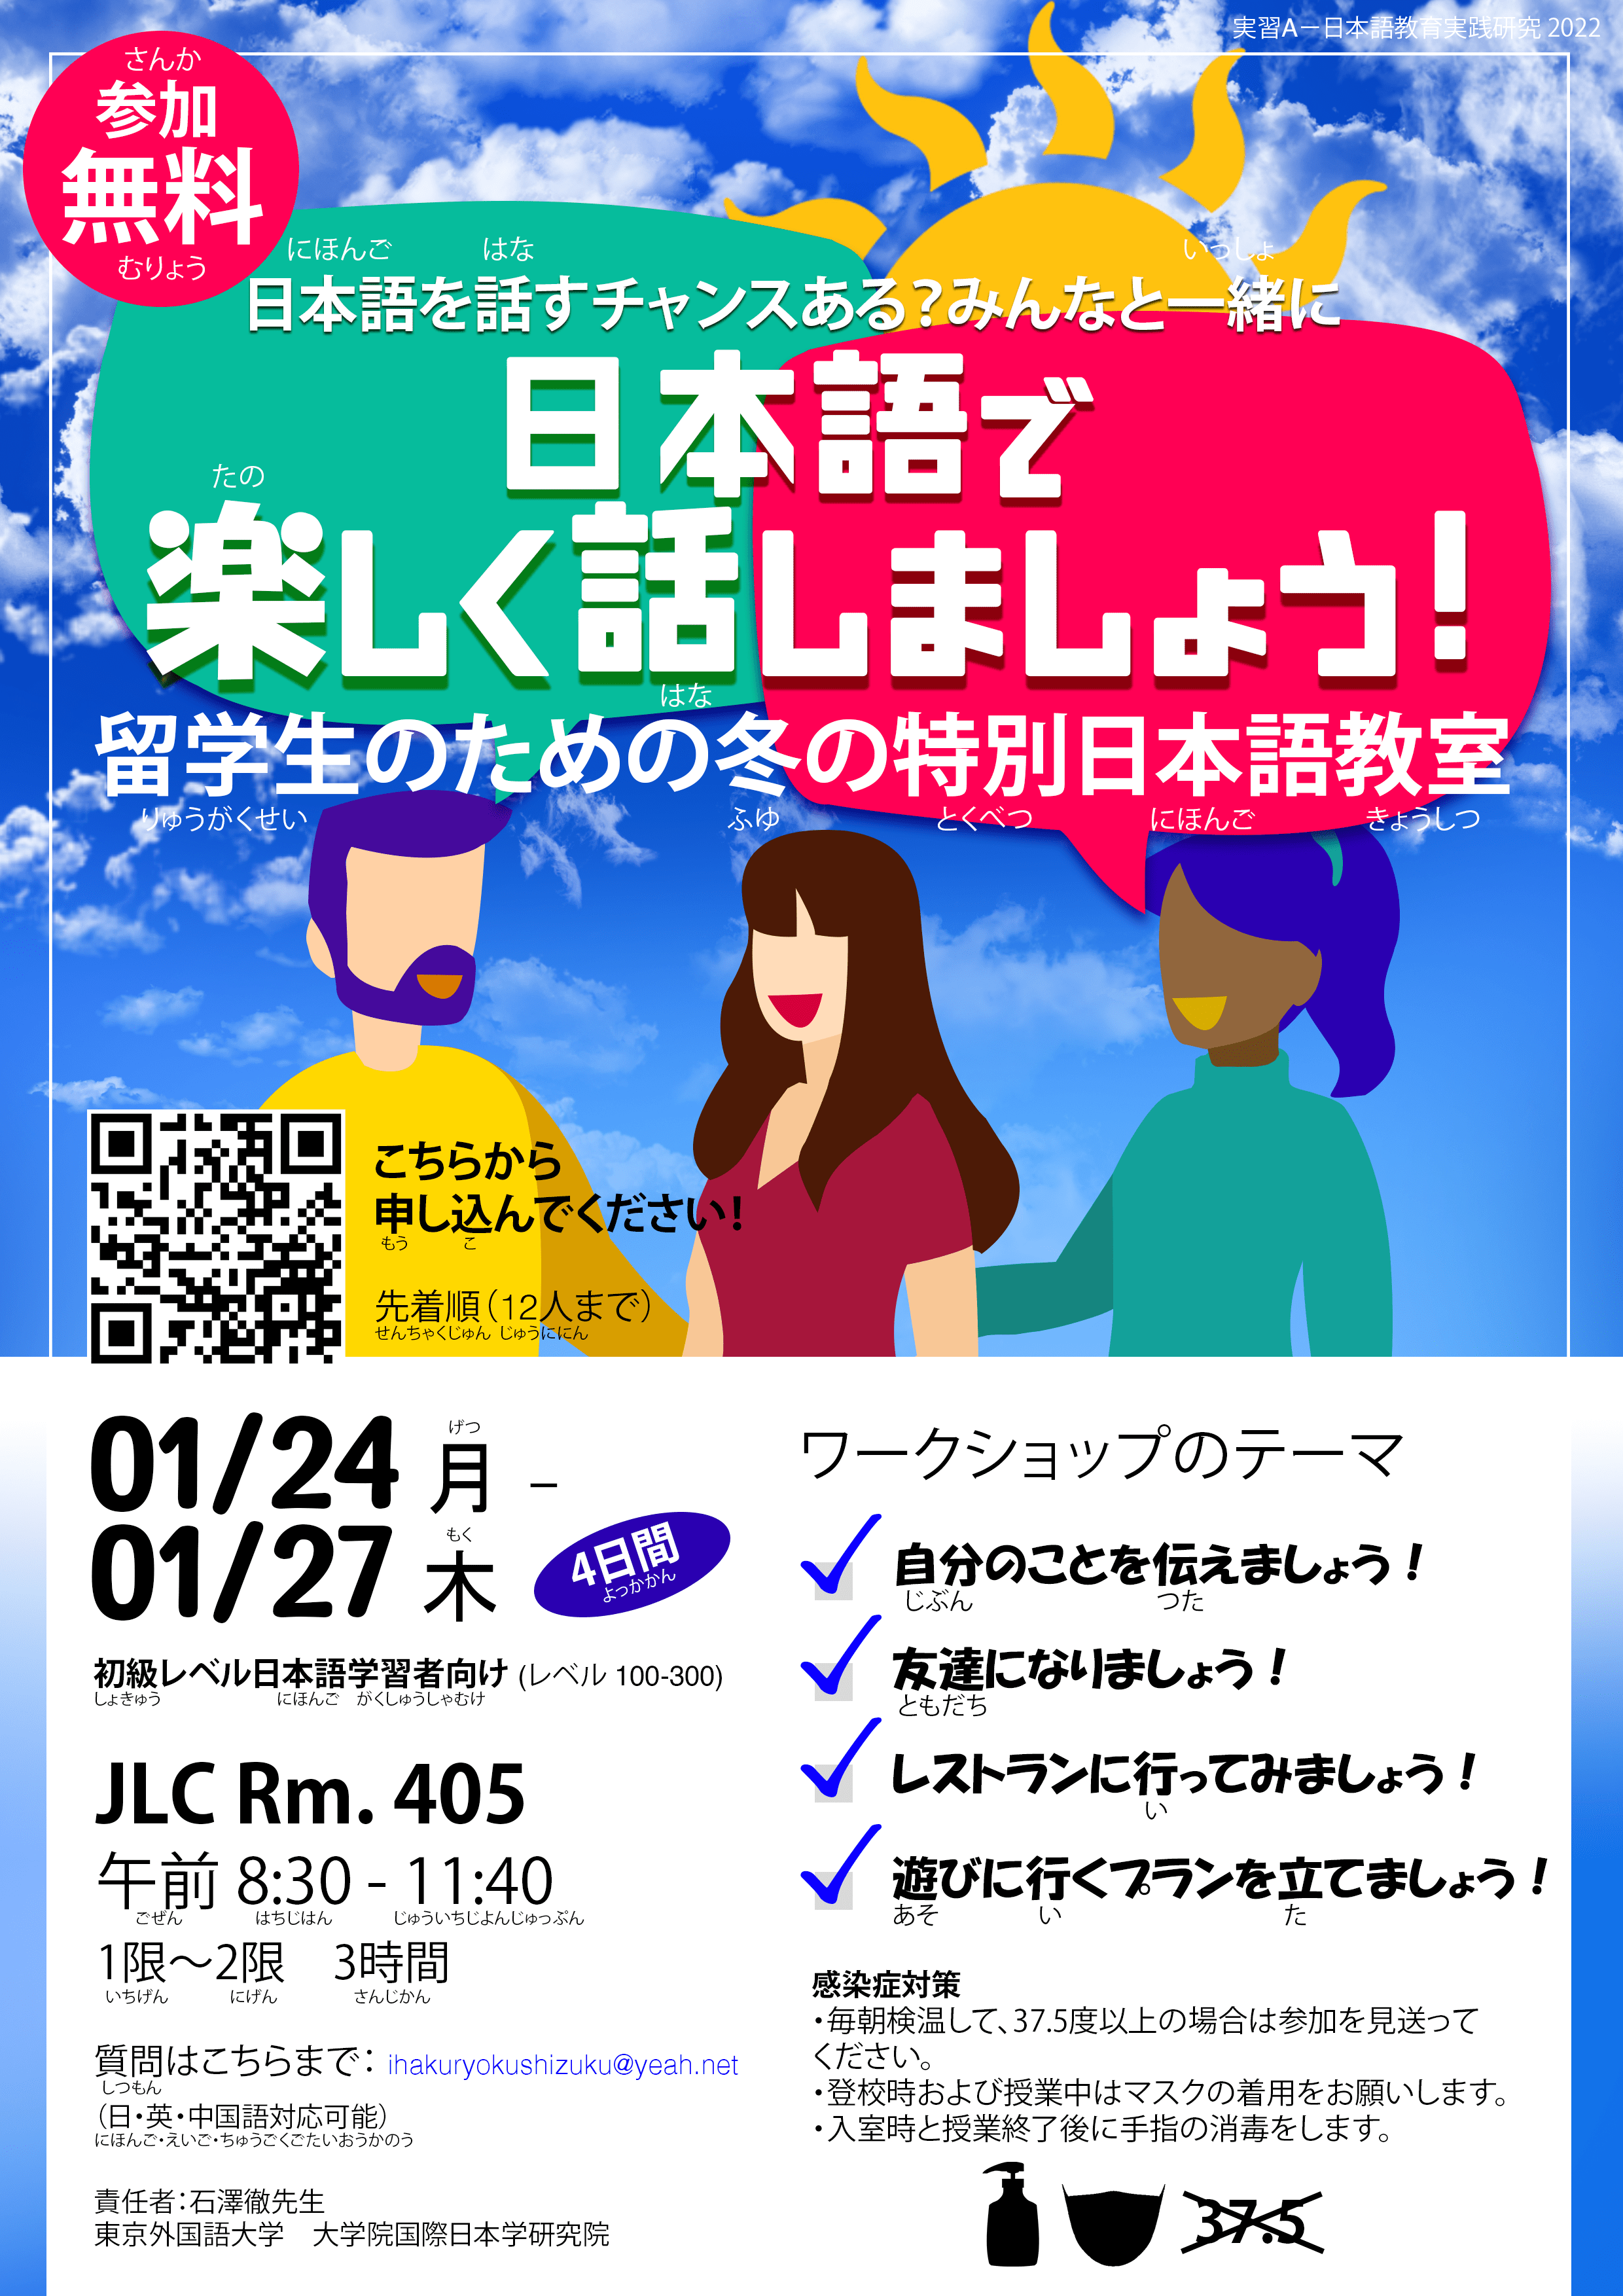 実習A－日本語教育実践研究 2022
さんか
参加
無料
むりょう
にほんご はな いっしょ
日本語を話すチャンスある？みんなと一緒に
日本語で
たの
楽しく話しましょう！
はな
留学生のための冬の特別日本語教室
りゅうがくせい ふゆ とくべつ にほんご きょうしつ
こちらから
申し込んでください！
もう こ
先着順（12人まで）
せんちゃくじゅん じゅうににん
げつ
01/24 月 –
もく
01/27 木
4日間
よっかかん
初級レベル日本語学習者向け (レベル 100-300)
しょきゅう にほんご がくしゅうしゃむけ
JLC Rm. 405
午前 8:30 - 11:40
ごぜん はちじはん じゅういちじよんじゅっぷん
1限～2限　3時間
いちげん にげん さんじかん
質問はこちらまで： ihakuryokushizuku@yeah.net
しつもん
（日・英・中国語対応可能）
にほんご・えいご・ちゅうごくごたいおうかのう
責任者：石澤徹先生
東京外国語大学　大学院国際日本学研究院
ワークショップのテーマ
自分のことを伝えましょう！
じぶん つた
友達になりましょう！
ともだち
レストランに行ってみましょう！
い
遊びに行くプランを立てましょう！
あそ い た
感染症対策
・毎朝検温して、37.5度以上の場合は参加を見送って
ください。
・登校時および授業中はマスクの着用をお願いします。
・入室時と授業終了後に手指の消毒をします。
37.5